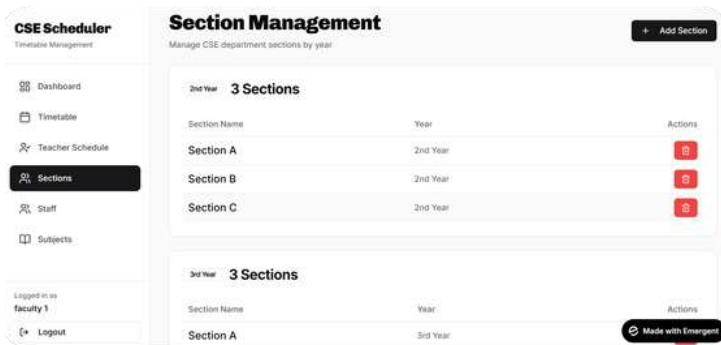 CSE Scheduler
Timetable Management
Dashboard
Timetable
Teacher Schedule
Sections
Staff
Subjects
Logged in as
faculty 1
Logout
Section Management
Manage CSE department sections by year
+ Add Section
2nd Year 3 Sections
Section Name Year Actions
Section A 2nd Year
Section B 2nd Year
Section C 2nd Year
3rd Year 3 Sections
Section Name Year Actions
Section A 3rd Year
Made with Emergent